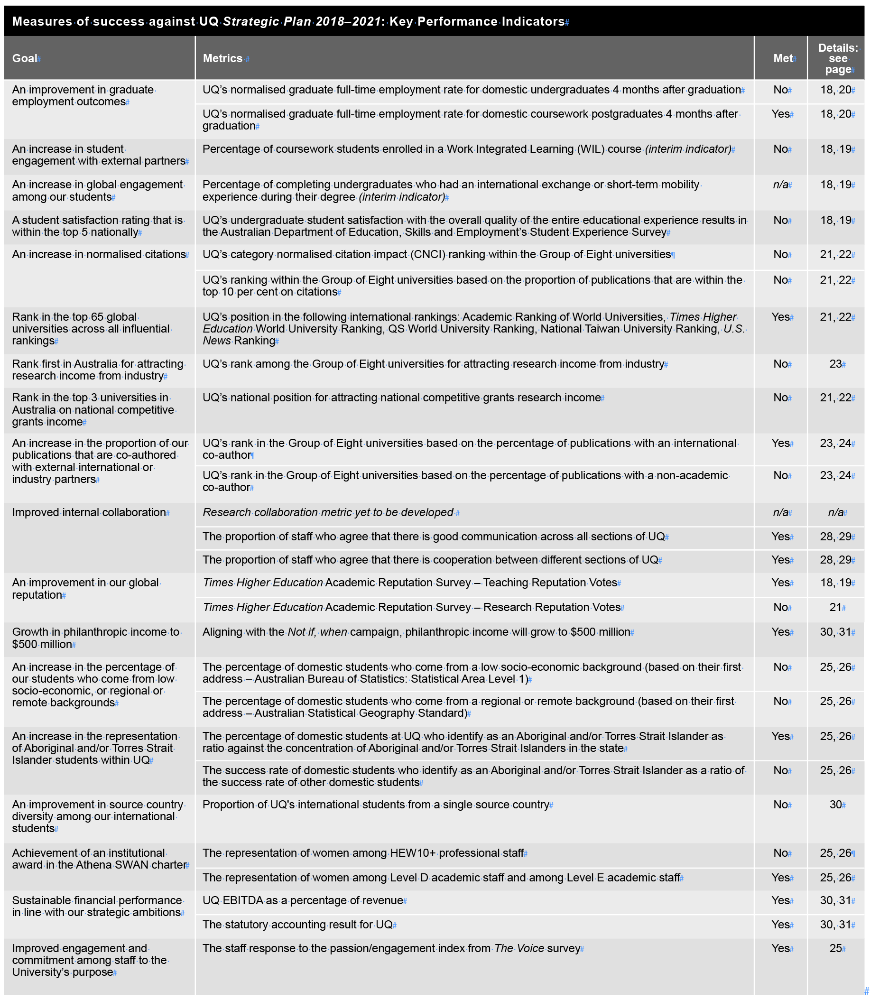 Measures of success against UQ Strategic Plan 2018–2021: Key Performance Indicators#
Goal#
Metrics #
Met#
Details:
see
page#
An improvement in graduate
employment outcomes#
UQ’s normalised graduate full-time employment rate for domestic undergraduates 4 months after graduation#
No#
18, 20#
UQ’s normalised graduate full-time employment rate for domestic coursework postgraduates 4 months after
graduation#
Yes#
18, 20#
An increase in student
engagement with external partners#
Percentage of coursework students enrolled in a Work Integrated Learning (WIL) course (interim indicator)#
No#
18, 19#
An increase in global engagement
among our students#
Percentage of completing undergraduates who had an international exchange or short-term mobility
experience during their degree (interim indicator)#
n/a#
18, 19#
A student satisfaction rating that is
within the top 5 nationally#
UQ’s undergraduate student satisfaction with the overall quality of the entire educational experience results in
the Australian Department of Education, Skills and Employment’s Student Experience Survey#
No#
18, 19#
An increase in normalised citations#
UQ’s category normalised citation impact (CNCI) ranking within the Group of Eight universities¶
No#
21, 22#
UQ’s ranking within the Group of Eight universities based on the proportion of publications that are within the
top 10 per cent on citations#
No#
21, 22#
Rank in the top 65 global
universities across all influential
rankings#
UQ’s position in the following international rankings: Academic Ranking of World Universities, Times Higher
Education World University Ranking, QS World University Ranking, National Taiwan University Ranking, U.S.
News Ranking#
Yes#
21, 22#
Rank first in Australia for attracting
research income from industry#
UQ’s rank among the Group of Eight universities for attracting research income from industry#
No#
23#
Rank in the top 3 universities in
Australia on national competitive
grants income#
UQ’s national position for attracting national competitive grants research income#
No#
21, 22#
An increase in the proportion of our
publications that are co-authored
with external international or
industry partners#
UQ’s rank in the Group of Eight universities based on the percentage of publications with an international
co-author¶
Yes#
23, 24#
UQ’s rank in the Group of Eight universities based on the percentage of publications with a non-academic
co-author#
No#
23, 24#
Improved internal collaboration#
Research collaboration metric yet to be developed #
n/a#
n/a#
The proportion of staff who agree that there is good communication across all sections of UQ#
Yes#
28, 29#
The proportion of staff who agree that there is cooperation between different sections of UQ#
Yes#
28, 29#
An improvement in our global
reputation#
Times Higher Education Academic Reputation Survey – Teaching Reputation Votes#
Yes#
18, 19#
Times Higher Education Academic Reputation Survey – Research Reputation Votes#
No#
21#
Growth in philanthropic income to
$500 million#
Aligning with the Not if, when campaign, philanthropic income will grow to $500 million#
Yes#
30, 31#
An increase in the percentage of
our students who come from low
socio-economic, or regional or
remote backgrounds#
The percentage of domestic students who come from a low socio-economic background (based on their first
address – Australian Bureau of Statistics: Statistical Area Level 1)#
No#
25, 26#
The percentage of domestic students who come from a regional or remote background (based on their first
address – Australian Statistical Geography Standard)#
No#
25, 26#
An increase in the representation
of Aboriginal and/or Torres Strait
Islander students within UQ#
The percentage of domestic students at UQ who identify as an Aboriginal and/or Torres Strait Islander as
ratio against the concentration of Aboriginal and/or Torres Strait Islanders in the state#
Yes#
25, 26#
The success rate of domestic students who identify as an Aboriginal and/or Torres Strait Islander as a ratio of
the success rate of other domestic students#
No#
25, 26#
An improvement in source country
diversity among our international
students#
Proportion of UQ's international students from a single source country#
No#
30#
Achievement of an institutional
award in the Athena SWAN charter#
The representation of women among HEW10+ professional staff#
No#
25, 26¶
The representation of women among Level D academic staff and among Level E academic staff#
Yes#
25, 26#
Sustainable financial performance
in line with our strategic ambitions#
UQ EBITDA as a percentage of revenue#
Yes#
30, 31#
The statutory accounting result for UQ#
Yes#
30, 31#
Improved engagement and
commitment among staff to the
University’s purpose#
The staff response to the passion/engagement index from The Voice survey#
Yes#
25#
#